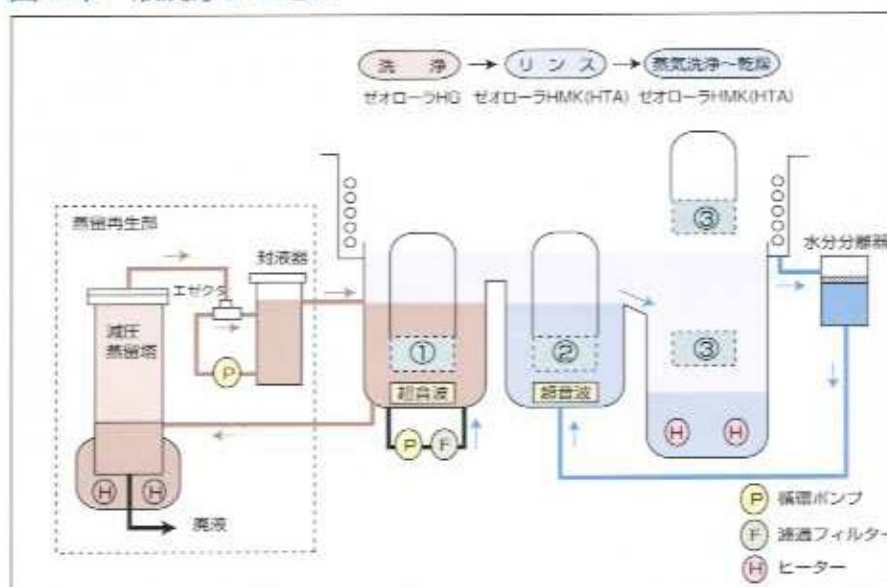 洗 浄 → リ ン ス → 蒸気洗浄～乾燥
ゼオローラHG ゼオローラHMK(HTA) ゼオローラHMK(HTA)
蒸留再生部
封液器
エゼクタ
減圧
蒸留塔
P
H H
廃液
①
超音波
P F
②
超音波
③
③
H H
水分分離器
P 循環ポンプ
F 濾過フィルター
H ヒーター